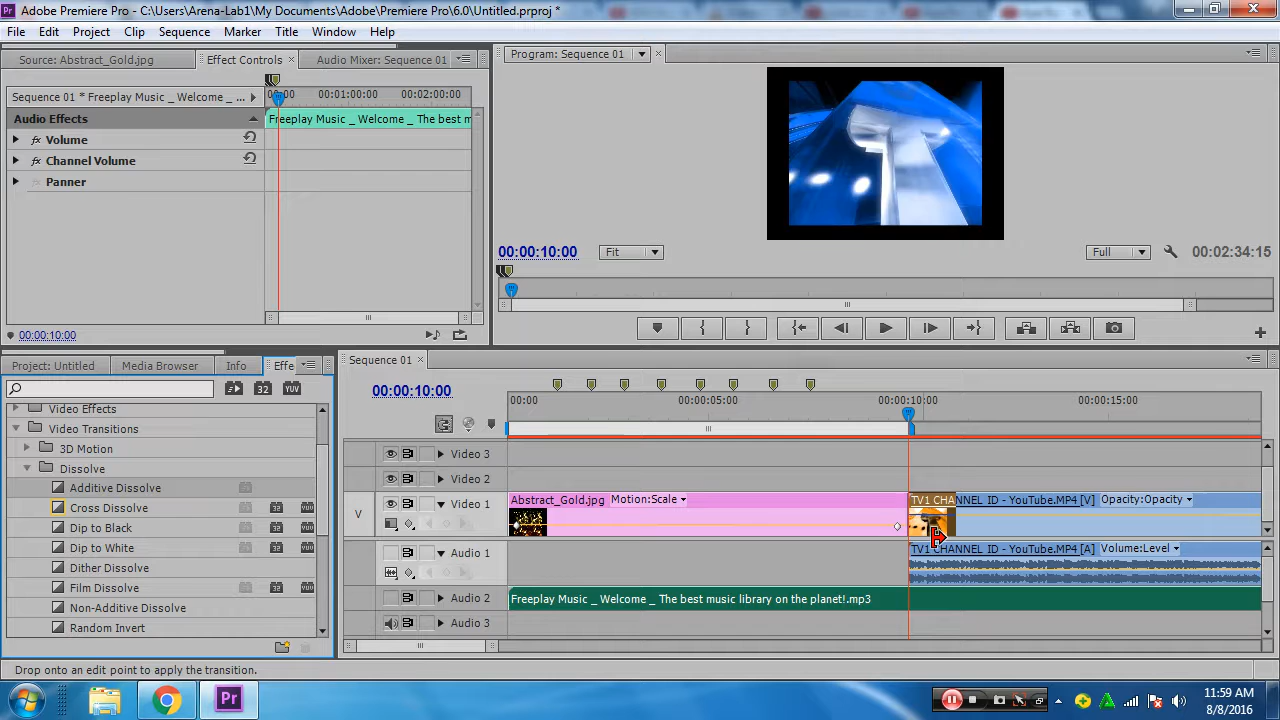 Adobe Premiere Pro - C:\Users\Arena-Lab1\My Documents\Adobe\Premiere Pro\6.0\Untitled.prproj *
File Edit Project Clip Sequence Marker Title Window Help
Source: Abstract_Gold.jpg Effect Controls Audio Mixer: Sequence 01
Program: Sequence 01
Sequence 01 * Freeplay Music _ Welcome _ ...
00:00 00:01:00:00 00:02:00:00
Audio Effects
Freeplay Music _ Welcome _ The best m
fx Volume
fx Channel Volume
Panner
00:00:10:00 Fit Full 00:02:34:15
00:00:10:00
Project: Untitled Media Browser Info Effe
Sequence 01
32 YUV
00:00:10:00
00:00 00:00:05:00 00:00:10:00 00:00:15:00
Video Effects
Video Transitions
3D Motion
Dissolve
Additive Dissolve
Cross Dissolve
Dip to Black
Dip to White
Dither Dissolve
Film Dissolve
Non-Additive Dissolve
Random Invert
Video 3
Video 2
V Video 1
Abstract_Gold.jpg Motion:Scale
TV1 CHANNEL ID - YouTube.MP4 [V] Opacity:Opacity
Audio 1
TV1 CHANNEL ID - YouTube.MP4 [A] Volume:Level
Audio 2
Freeplay Music _ Welcome _ The best music library on the planet!.mp3
Audio 3
Drop onto an edit point to apply the transition.
Pr
11:59 AM
8/8/2016